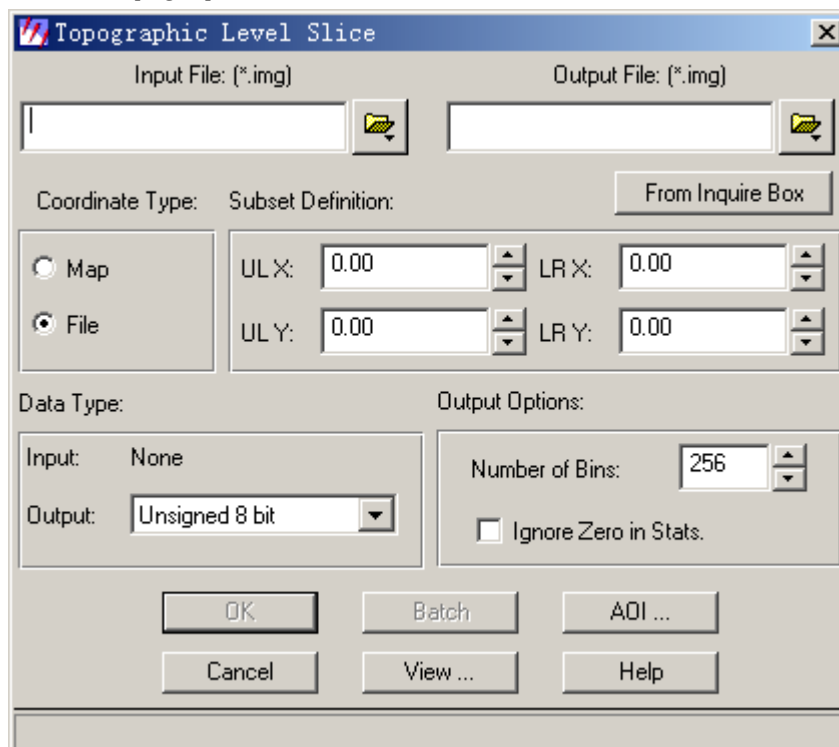 Topographic Level Slice
Input File: (*.img)
Output File: (*.img)
From Inquire Box
Coordinate Type:
Subset Definition:
Map
File
UL X: 0.00
LR X: 0.00
UL Y: 0.00
LR Y: 0.00
Data Type:
Output Options:
Input: None
Output: Unsigned 8 bit
Number of Bins: 256
Ignore Zero in Stats.
OK
Batch
AOI ...
Cancel
View ...
Help